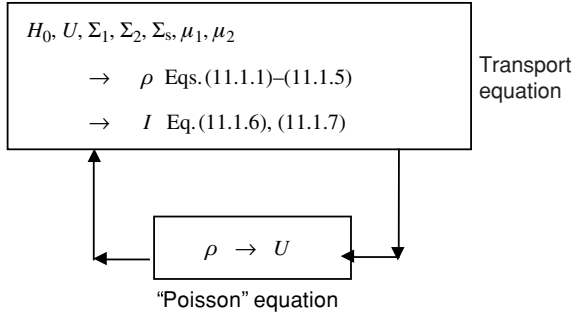 H₀, U, Σ₁, Σ₂, Σₛ, μ₁, μ₂
→ ρ Eqs.(11.1.1)–(11.1.5)
→ I Eq.(11.1.6), (11.1.7)
Transport
equation
ρ → U
“Poisson” equation